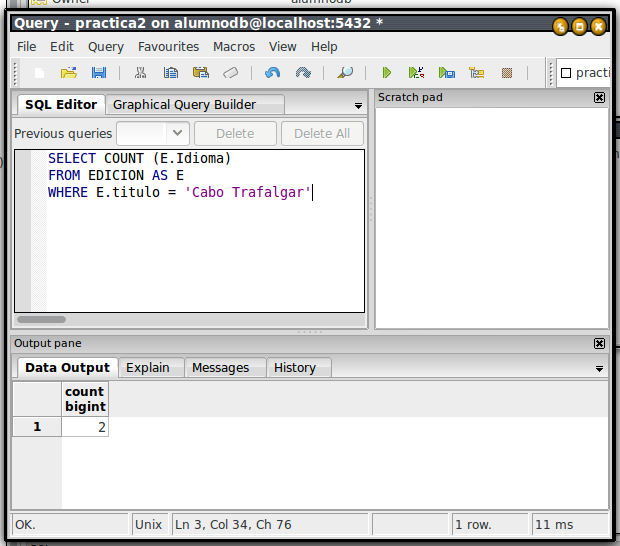 Owner alumnodb
Query - practica2 on alumnodb@localhost:5432 *
File Edit Query Favourites Macros View Help
practi
SQL Editor Graphical Query Builder
Scratch pad
Previous queries Delete Delete All
SELECT COUNT (E.Idioma)
FROM EDICION AS E
WHERE E.titulo = 'Cabo Trafalgar'
Output pane
Data Output Explain Messages History
count
bigint
1 2
OK. Unix Ln 3, Col 34, Ch 76 1 row. 11 ms